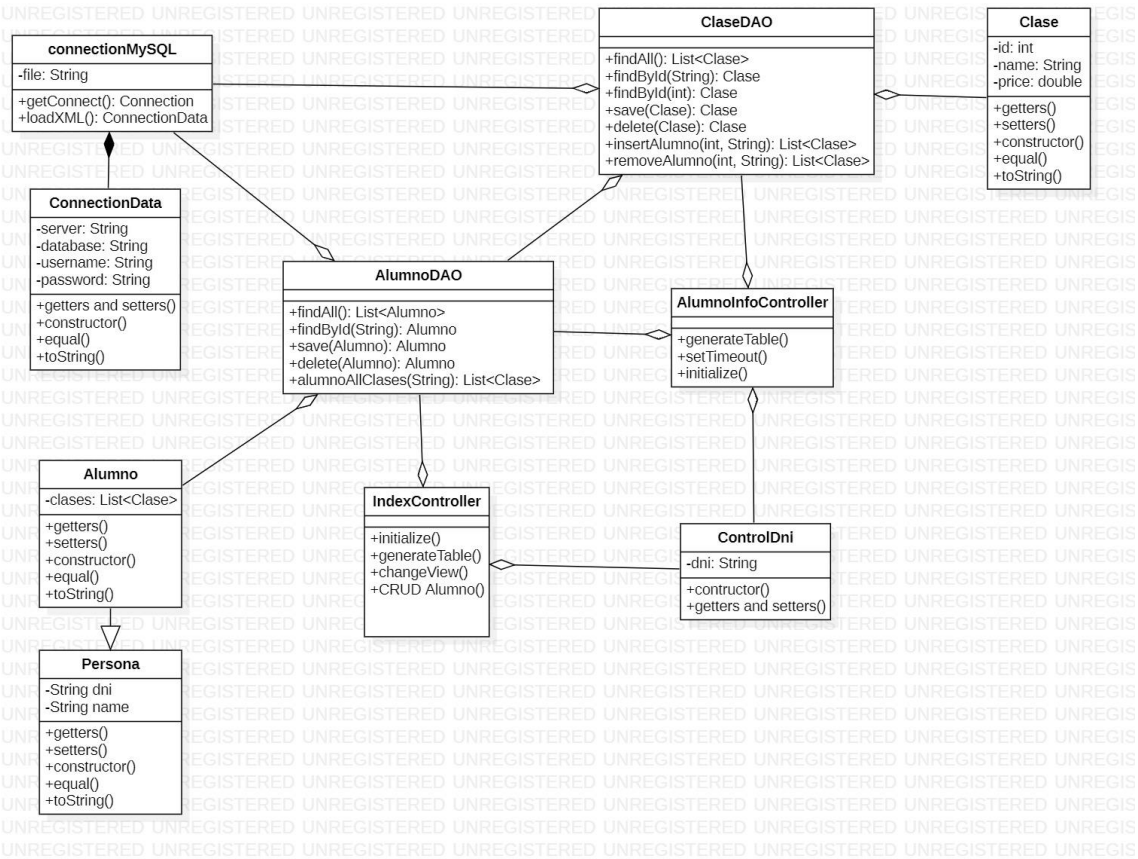 connectionMySQL
-file: String
+getConnect(): Connection
+loadXML(): ConnectionData
ClaseDAO
+findAll(): List<Clase>
+findById(String): Clase
+findById(int): Clase
+save(Clase): Clase
+delete(Clase): Clase
+insertAlumno(int, String): List<Clase>
+removeAlumno(int, String): List<Clase>
Clase
-id: int
-name: String
-price: double
+getters()
+setters()
+constructor()
+equal()
+toString()
ConnectionData
-server: String
-database: String
-username: String
-password: String
+getters and setters()
+constructor()
+equal()
+toString()
AlumnoDAO
+findAll(): List<Alumno>
+findById(String): Alumno
+save(Alumno): Alumno
+delete(Alumno): Alumno
+alumnoAllClases(String): List<Clase>
AlumnoInfoController
+generateTable()
+setTimeout()
+initialize()
Alumno
-clases: List<Clase>
+getters()
+setters()
+constructor()
+equal()
+toString()
IndexController
+initialize()
+generateTable()
+changeView()
+CRUD Alumno()
ControlDni
-dni: String
+contructor()
+getters and setters()
Persona
-String dni
-String name
+getters()
+setters()
+constructor()
+equal()
+toString()
UNREGISTERED